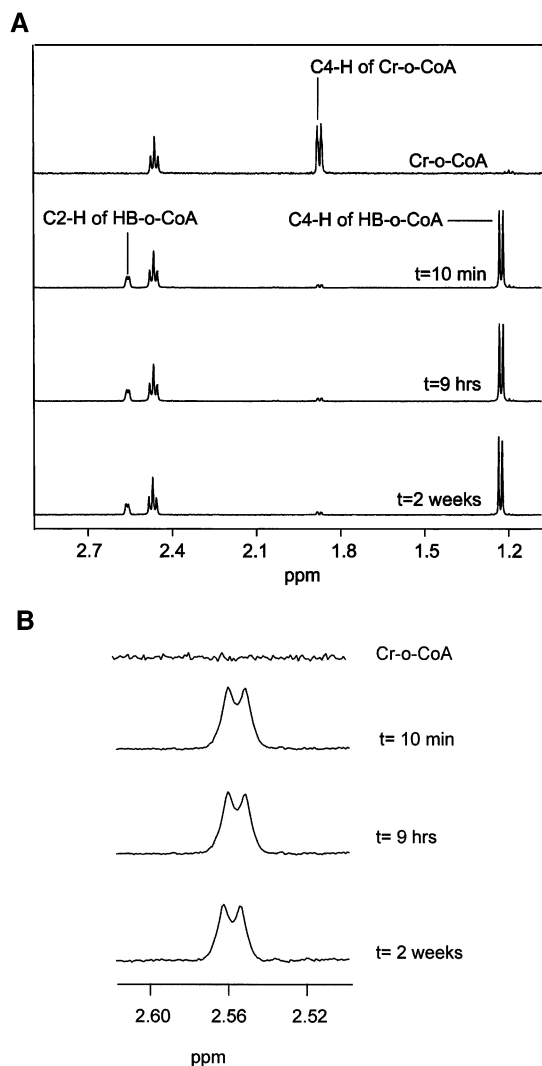 A
C4-H of Cr-o-CoA
Cr-o-CoA
C2-H of HB-o-CoA
C4-H of HB-o-CoA
t=10 min
t=9 hrs
t=2 weeks
2.7 2.4 2.1 1.8 1.5 1.2
ppm
B
Cr-o-CoA
t= 10 min
t= 9 hrs
t= 2 weeks
2.60 2.56 2.52
ppm